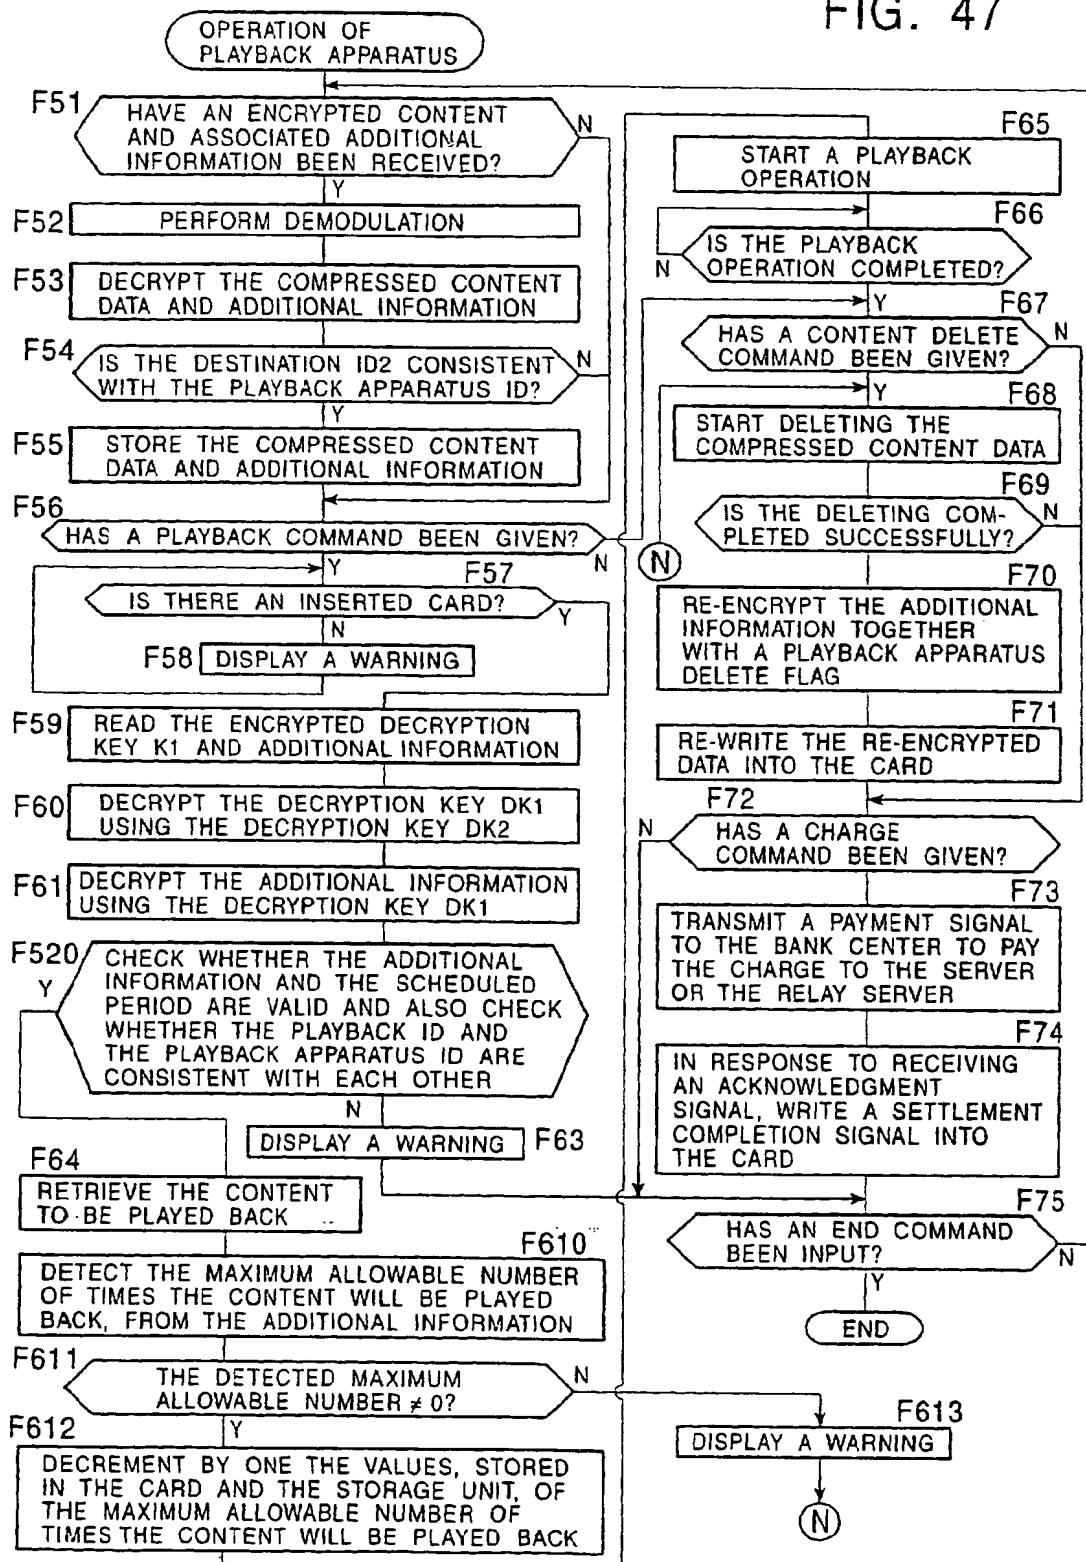 FIG. 47
OPERATION OF
PLAYBACK APPARATUS
F51
HAVE AN ENCRYPTED CONTENT
AND ASSOCIATED ADDITIONAL
INFORMATION BEEN RECEIVED?
N
Y
F52
PERFORM DEMODULATION
F53
DECRYPT THE COMPRESSED CONTENT
DATA AND ADDITIONAL INFORMATION
F54
IS THE DESTINATION ID2 CONSISTENT
WITH THE PLAYBACK APPARATUS ID?
N
Y
F55
STORE THE COMPRESSED CONTENT
DATA AND ADDITIONAL INFORMATION
F56
HAS A PLAYBACK COMMAND BEEN GIVEN?
N
Y
F57
IS THERE AN INSERTED CARD?
Y
N
F58
DISPLAY A WARNING
F59
READ THE ENCRYPTED DECRYPTION
KEY K1 AND ADDITIONAL INFORMATION
F60
DECRYPT THE DECRYPTION KEY DK1
USING THE DECRYPTION KEY DK2
F61
DECRYPT THE ADDITIONAL INFORMATION
USING THE DECRYPTION KEY DK1
F520
Y
CHECK WHETHER THE ADDITIONAL
INFORMATION AND THE SCHEDULED
PERIOD ARE VALID AND ALSO CHECK
WHETHER THE PLAYBACK ID AND
THE PLAYBACK APPARATUS ID ARE
CONSISTENT WITH EACH OTHER
N
DISPLAY A WARNING
F63
F64
RETRIEVE THE CONTENT
TO BE PLAYED BACK
F610
DETECT THE MAXIMUM ALLOWABLE NUMBER
OF TIMES THE CONTENT WILL BE PLAYED
BACK, FROM THE ADDITIONAL INFORMATION
F611
THE DETECTED MAXIMUM
ALLOWABLE NUMBER ≠ 0?
N
Y
F612
DECREMENT BY ONE THE VALUES, STORED
IN THE CARD AND THE STORAGE UNIT, OF
THE MAXIMUM ALLOWABLE NUMBER OF
TIMES THE CONTENT WILL BE PLAYED BACK
F65
START A PLAYBACK
OPERATION
F66
IS THE PLAYBACK
OPERATION COMPLETED?
N
Y
F67
HAS A CONTENT DELETE
COMMAND BEEN GIVEN?
N
Y
F68
START DELETING THE
COMPRESSED CONTENT DATA
F69
IS THE DELETING COM-
PLETED SUCCESSFULLY?
N
N
F70
RE-ENCRYPT THE ADDITIONAL
INFORMATION TOGETHER
WITH A PLAYBACK APPARATUS
DELETE FLAG
F71
RE-WRITE THE RE-ENCRYPTED
DATA INTO THE CARD
F72
N
HAS A CHARGE
COMMAND BEEN GIVEN?
F73
TRANSMIT A PAYMENT SIGNAL
TO THE BANK CENTER TO PAY
THE CHARGE TO THE SERVER
OR THE RELAY SERVER
F74
IN RESPONSE TO RECEIVING
AN ACKNOWLEDGMENT
SIGNAL, WRITE A SETTLEMENT
COMPLETION SIGNAL INTO
THE CARD
F75
HAS AN END COMMAND
BEEN INPUT?
N
Y
END
F613
DISPLAY A WARNING
N